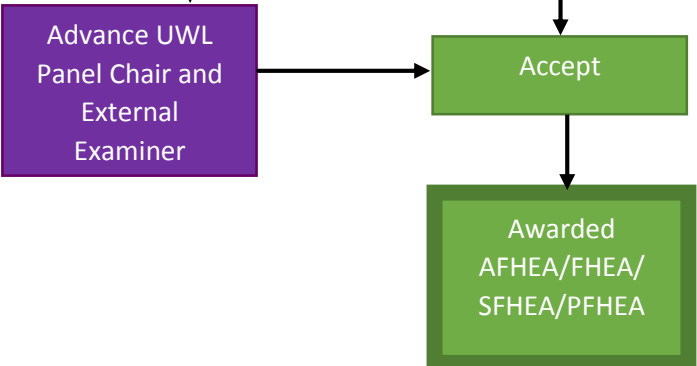 Advance UWL
Panel Chair and
External
Examiner
Accept
Awarded
AFHEA/FHEA/
SFHEA/PFHEA